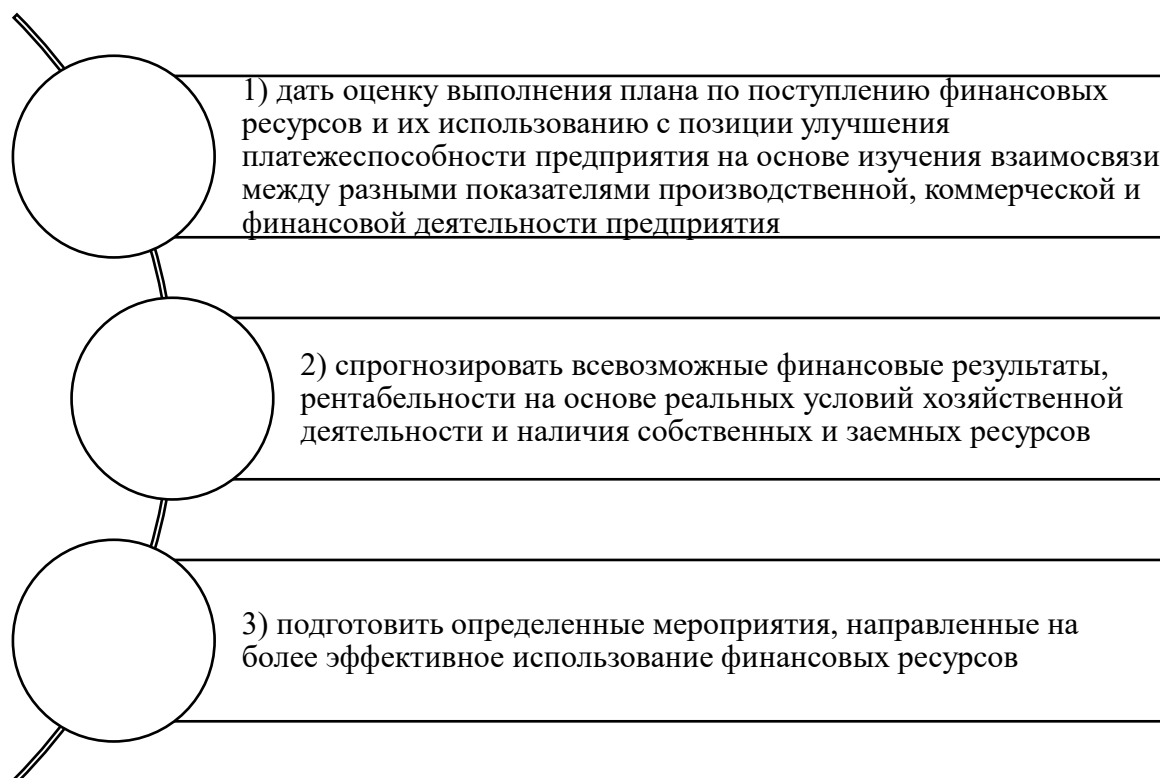 1) дать оценку выполнения плана по поступлению финансовых
ресурсов и их использованию с позиции улучшения
платежеспособности предприятия на основе изучения взаимосвязи
между разными показателями производственной, коммерческой и
финансовой деятельности предприятия
2) спрогнозировать всевозможные финансовые результаты,
рентабельности на основе реальных условий хозяйственной
деятельности и наличия собственных и заемных ресурсов
3) подготовить определенные мероприятия, направленные на
более эффективное использование финансовых ресурсов